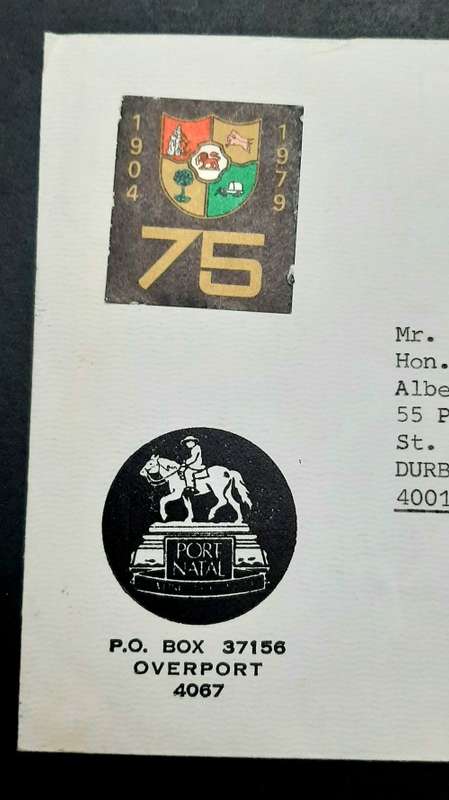 1904
1979
75
Mr.
Hon.
Albe
55 P
St.
DURB
4001
PORT
NATAL
P.O. BOX 37156
OVERPORT
4067